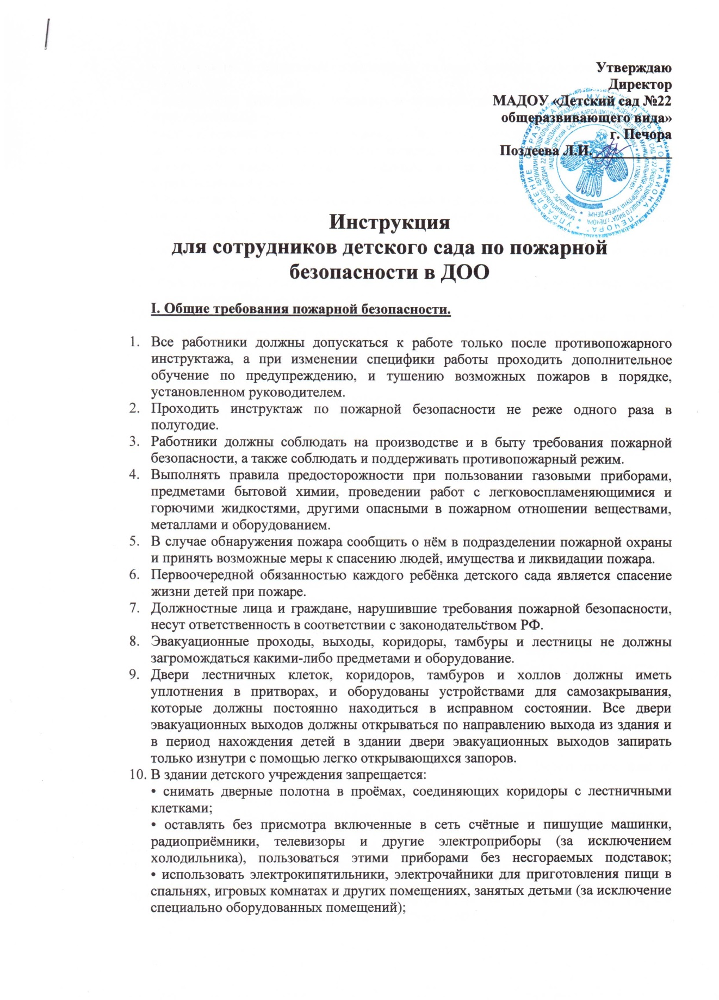 Утверждаю
Директор
МАДОУ «Детский сад №22
общеразвивающего вида»
г. Печора
Поздеева Л.И.
Инструкция
для сотрудников детского сада по пожарной
безопасности в ДОО
I. Общие требования пожарной безопасности.
1. Все работники должны допускаться к работе только после противопожарного
инструктажа, а при изменении специфики работы проходить дополнительное
обучение по предупреждению, и тушению возможных пожаров в порядке,
установленном руководителем.
2. Проходить инструктаж по пожарной безопасности не реже одного раза в
полугодие.
3. Работники должны соблюдать на производстве и в быту требования пожарной
безопасности, а также соблюдать и поддерживать противопожарный режим.
4. Выполнять правила предосторожности при пользовании газовыми приборами,
предметами бытовой химии, проведении работ с легковоспламеняющимися и
горючими жидкостями, другими опасными в пожарном отношении веществами,
металлами и оборудованием.
5. В случае обнаружения пожара сообщить о нём в подразделении пожарной охраны
и принять возможные меры к спасению людей, имущества и ликвидации пожара.
6. Первоочередной обязанностью каждого ребёнка детского сада является спасение
жизни детей при пожаре.
7. Должностные лица и граждане, нарушившие требования пожарной безопасности,
несут ответственность в соответствии с законодательством РФ.
8. Эвакуационные проходы, выходы, коридоры, тамбуры и лестницы не должны
загромождаться какими-либо предметами и оборудование.
9. Двери лестничных клеток, коридоров, тамбуров и холлов должны иметь
уплотнения в притворах, и оборудованы устройствами для самозакрывания,
которые должны постоянно находиться в исправном состоянии. Все двери
эвакуационных выходов должны открываться по направлению выхода из здания и
в период нахождения детей в здании двери эвакуационных выходов запирать
только изнутри с помощью легко открывающихся запоров.
10. В здании детского учреждения запрещается:
• снимать дверные полотна в проёмах, соединяющих коридоры с лестничными
клетками;
• оставлять без присмотра включенные в сеть счётные и пишущие машинки,
радиоприёмники, телевизоры и другие электроприборы (за исключением
холодильника), пользоваться этими приборами без несгораемых подставок;
• использовать электрокипятильники, электрочайники для приготовления пищи в
спальнях, игровых комнатах и других помещениях, занятых детьми (за исключение
специально оборудованных помещений);